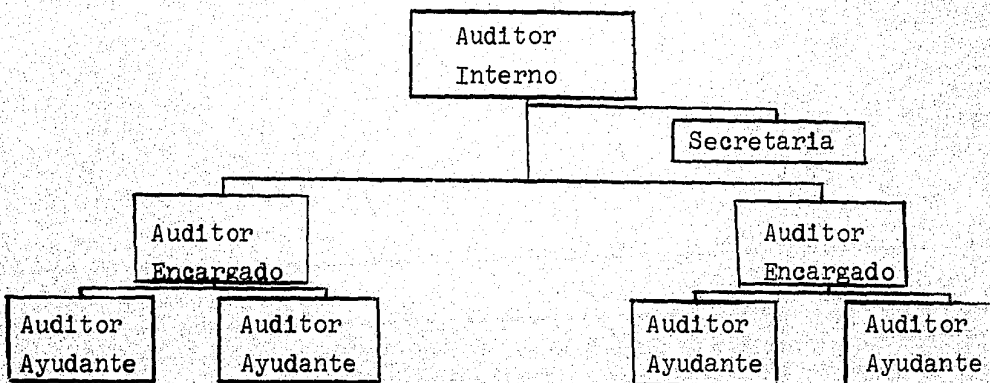 Auditor
Interno
Secretaria
Auditor
Encargado
Auditor
Encargado
Auditor
Ayudante
Auditor
Ayudante
Auditor
Ayudante
Auditor
Ayudante